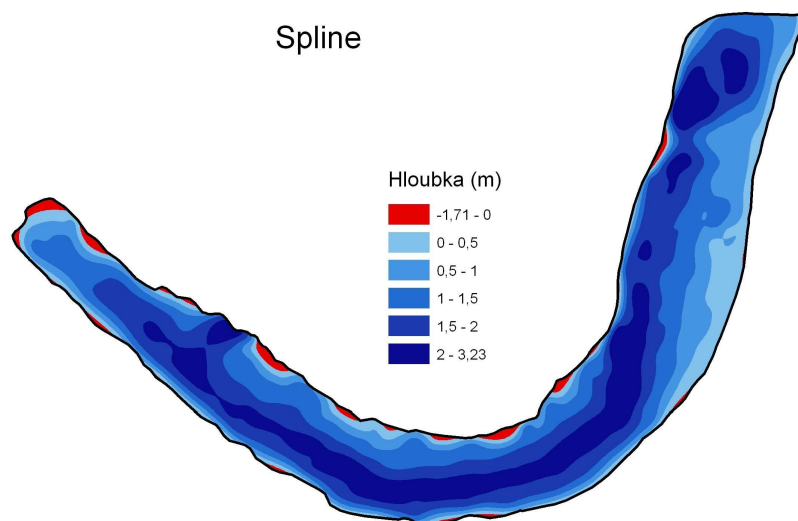 Spline
Hloubka (m)
-1,71 - 0
0 - 0,5
0,5 - 1
1 - 1,5
1,5 - 2
2 - 3,23